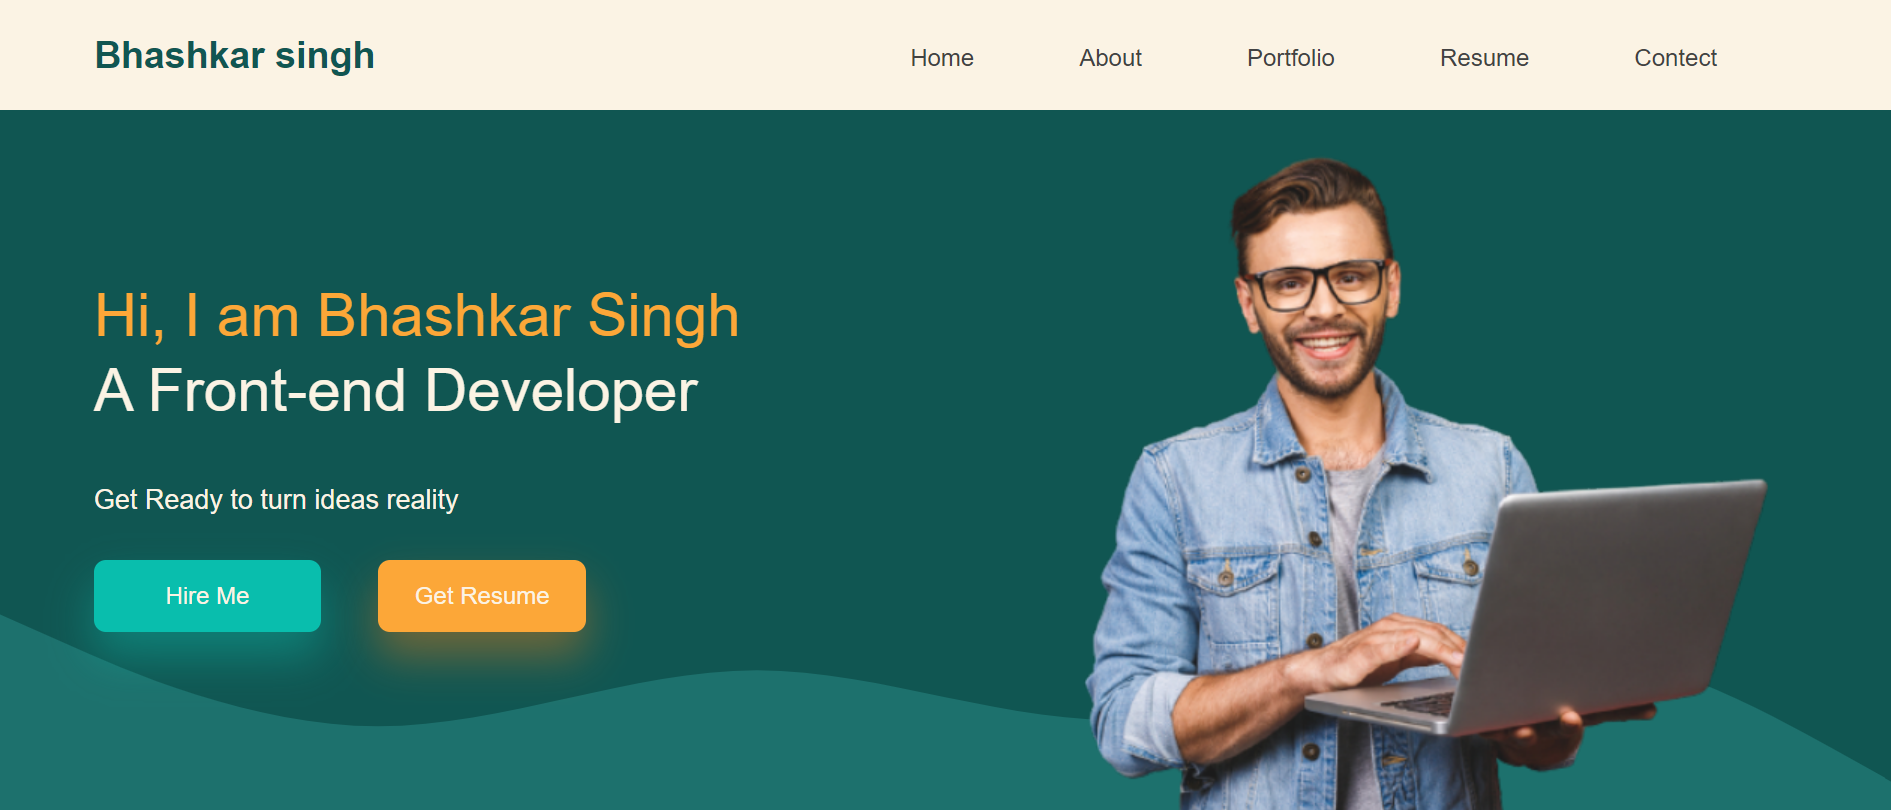 Bhashkar singh
Home About Portfolio Resume Contect
Hi, I am Bhashkar Singh
A Front-end Developer
Get Ready to turn ideas reality
Hire Me Get Resume